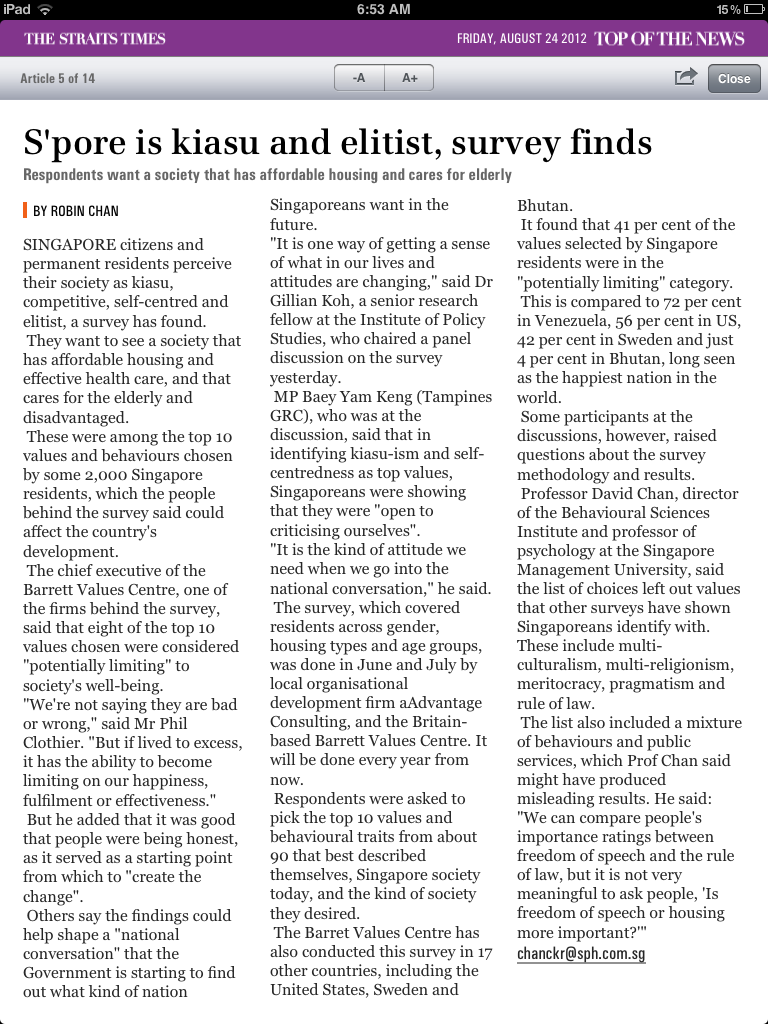 iPad
6:53 AM
15%
THE STRAITS TIMES
FRIDAY, AUGUST 24 2012 TOP OF THE NEWS
Article 5 of 14
-A
A+
Close
S'pore is kiasu and elitist, survey finds
Respondents want a society that has affordable housing and cares for elderly
BY ROBIN CHAN
SINGAPORE citizens and
permanent residents perceive
their society as kiasu,
competitive, self-centred and
elitist, a survey has found.
They want to see a society that
has affordable housing and
effective health care, and that
cares for the elderly and
disadvantaged.
These were among the top 10
values and behaviours chosen
by some 2,000 Singapore
residents, which the people
behind the survey said could
affect the country's
development.
The chief executive of the
Barrett Values Centre, one of
the firms behind the survey,
said that eight of the top 10
values chosen were considered
"potentially limiting" to
society's well-being.
"We're not saying they are bad
or wrong," said Mr Phil
Clothier. "But if lived to excess,
it has the ability to become
limiting on our happiness,
fulfilment or effectiveness."
But he added that it was good
that people were being honest,
as it served as a starting point
from which to "create the
change".
Others say the findings could
help shape a "national
conversation" that the
Government is starting to find
out what kind of nation
Singaporeans want in the
future.
"It is one way of getting a sense
of what in our lives and
attitudes are changing," said Dr
Gillian Koh, a senior research
fellow at the Institute of Policy
Studies, who chaired a panel
discussion on the survey
yesterday.
MP Baey Yam Keng (Tampines
GRC), who was at the
discussion, said that in
identifying kiasu-ism and self-
centredness as top values,
Singaporeans were showing
that they were "open to
criticising ourselves".
"It is the kind of attitude we
need when we go into the
national conversation," he said.
The survey, which covered
residents across gender,
housing types and age groups,
was done in June and July by
local organisational
development firm aAdvantage
Consulting, and the Britain-
based Barrett Values Centre. It
will be done every year from
now.
Respondents were asked to
pick the top 10 values and
behavioural traits from about
90 that best described
themselves, Singapore society
today, and the kind of society
they desired.
The Barret Values Centre has
also conducted this survey in 17
other countries, including the
United States, Sweden and
Bhutan.
It found that 41 per cent of the
values selected by Singapore
residents were in the
"potentially limiting" category.
This is compared to 72 per cent
in Venezuela, 56 per cent in US,
42 per cent in Sweden and just
4 per cent in Bhutan, long seen
as the happiest nation in the
world.
Some participants at the
discussions, however, raised
questions about the survey
methodology and results.
Professor David Chan, director
of the Behavioural Sciences
Institute and professor of
psychology at the Singapore
Management University, said
the list of choices left out values
that other surveys have shown
Singaporeans identify with.
These include multi-
culturalism, multi-religionism,
meritocracy, pragmatism and
rule of law.
The list also included a mixture
of behaviours and public
services, which Prof Chan said
might have produced
misleading results. He said:
"We can compare people's
importance ratings between
freedom of speech and the rule
of law, but it is not very
meaningful to ask people, 'Is
freedom of speech or housing
more important?'"
chanckr@sph.com.sg